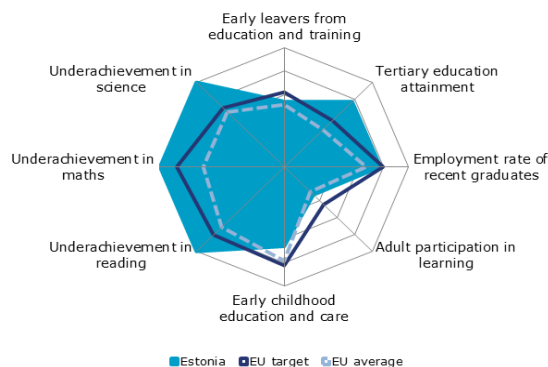 Early leavers from
education and training
Tertiary education
attainment
Employment rate of
recent graduates
Adult participation in
learning
Early childhood
education and care
Underachievement in
reading
Underachievement in
maths
Underachievement in
science
Estonia
EU target
EU average